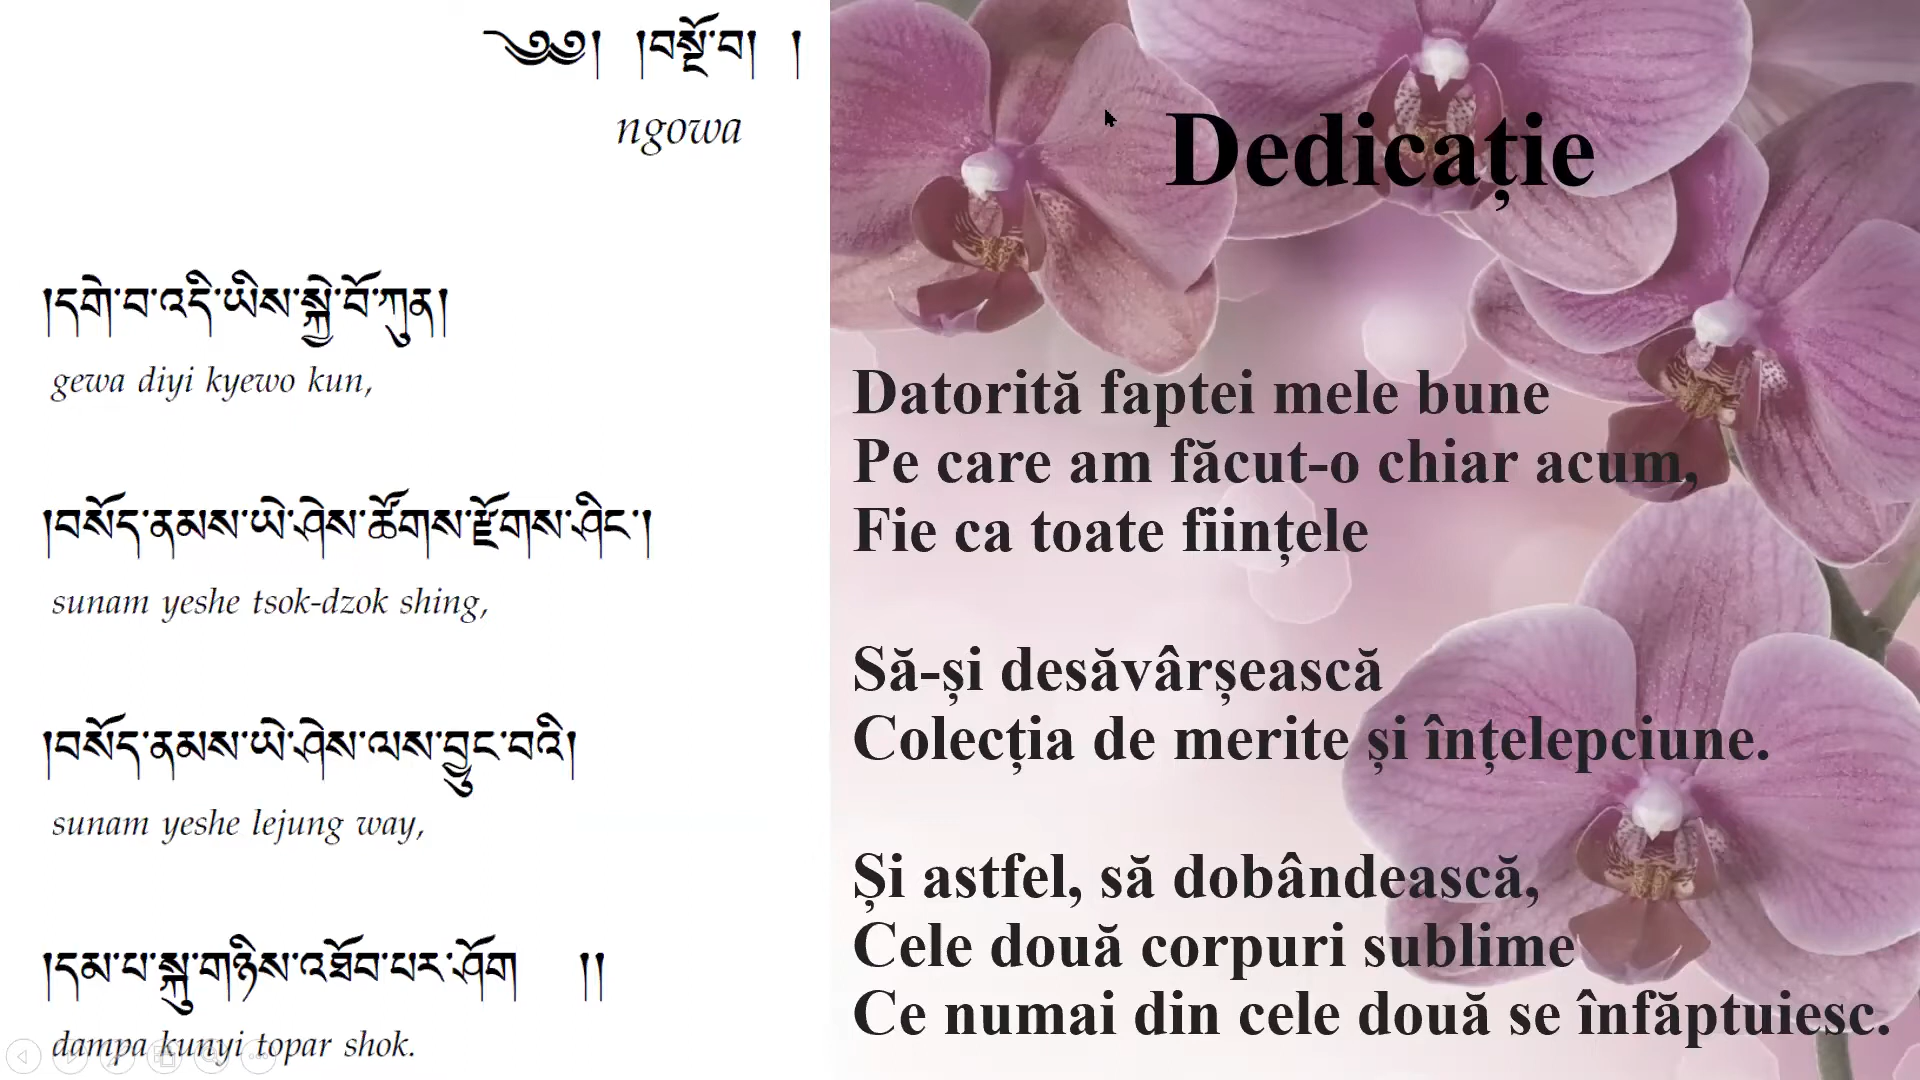 ༄༅། །བསྔོ་བ། །
ngowa
།དགེ་བ་འདི་ཡིས་སྐྱེ་བོ་ཀུན།
gewa diyi kyewo kun,
།བསོད་ནམས་ཡེ་ཤེས་ཚོགས་རྫོགས་ཤིང་།
sunam yeshe tsok-dzok shing,
།བསོད་ནམས་ཡེ་ཤེས་ལས་བྱུང་བའི།
sunam yeshe lejung way,
།དམ་པ་སྐུ་གཉིས་འཐོབ་པར་ཤོག །།
dampa kunyi topar shok.
Dedicație
Datorită faptei mele bune
Pe care am făcut-o chiar acum,
Fie ca toate ființele
Să-și desăvârșească
Colecția de merite și înțelepciune.
Și astfel, să dobândească,
Cele două corpuri sublime
Ce numai din cele două se înfăptuiesc.